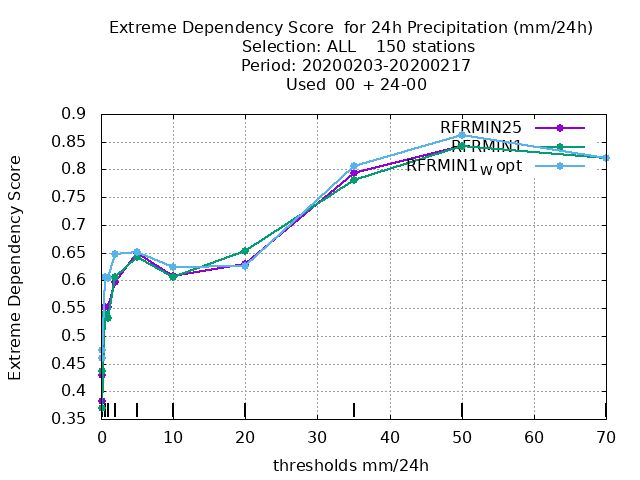 Extreme Dependency Score for 24h Precipitation (mm/24h)
Selection: ALL 150 stations
Period: 20200203-20200217
Used 00 + 24-00
RFRMIN25
RFRMIN1
RFRMIN1W opt
Extreme Dependency Score
0.9
0.85
0.8
0.75
0.7
0.65
0.6
0.55
0.5
0.45
0.4
0.35
0 10 20 30 40 50 60 70
thresholds mm/24h